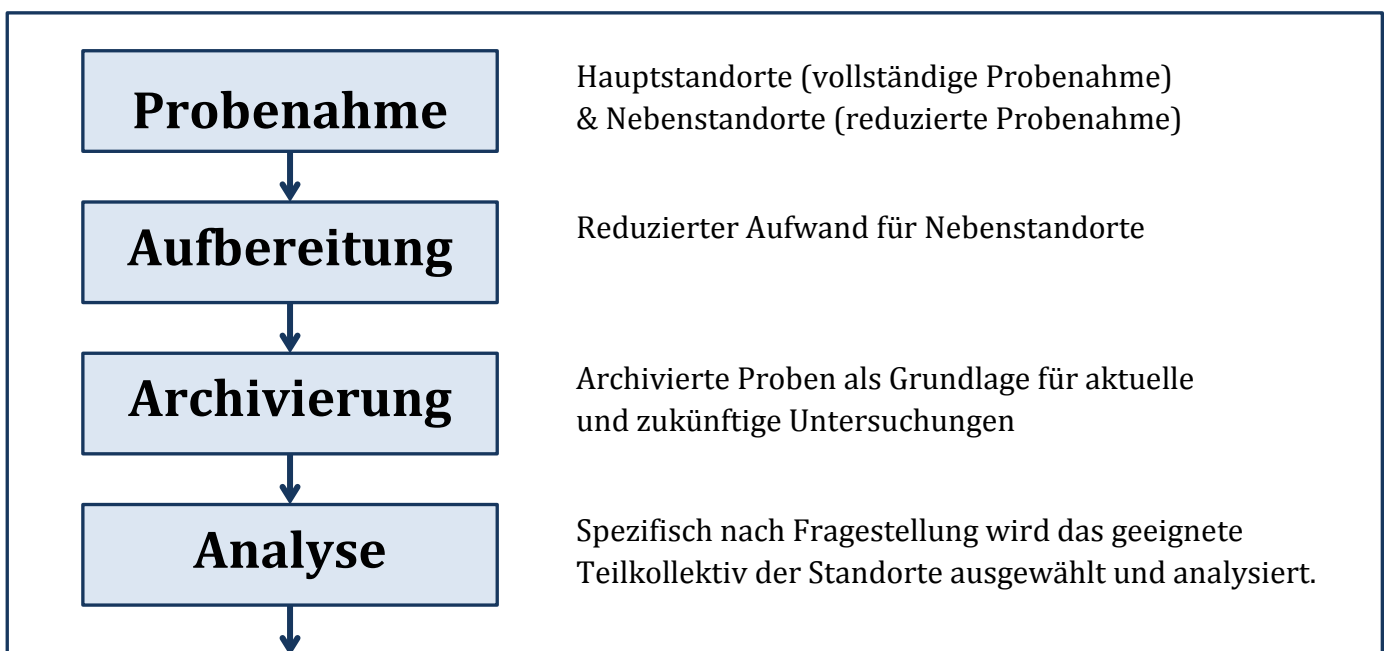 Probenahme
Hauptstandorte (vollständige Probenahme)
& Nebenstandorte (reduzierte Probenahme)
Aufbereitung
Reduzierter Aufwand für Nebenstandorte
Archivierung
Archivierte Proben als Grundlage für aktuelle
und zukünftige Untersuchungen
Analyse
Spezifisch nach Fragestellung wird das geeignete
Teilkollektiv der Standorte ausgewählt und analysiert.